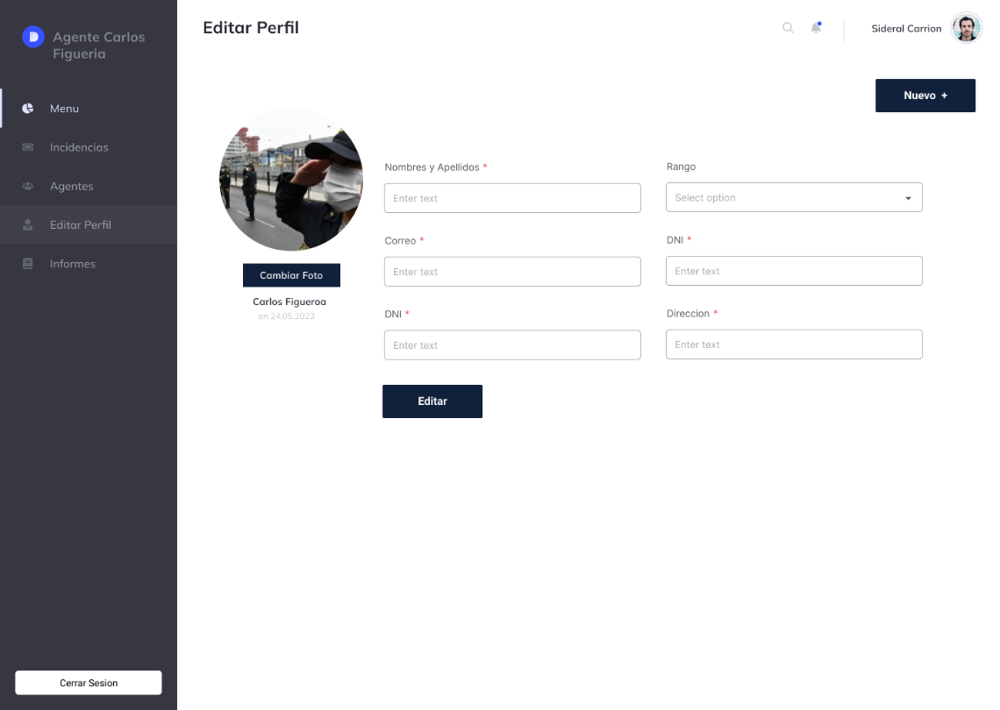 Agente Carlos
Figueria
Menu
Incidencias
Agentes
Editar Perfil
Informes
Cerrar Sesion
Editar Perfil
Sideral Carrion
Nuevo +
Cambiar Foto
Carlos Figueroa
on 24.05.2023
Nombres y Apellidos *
Enter text
Rango
Select option
Correo *
Enter text
DNI *
Enter text
DNI *
Enter text
Direccion *
Enter text
Editar